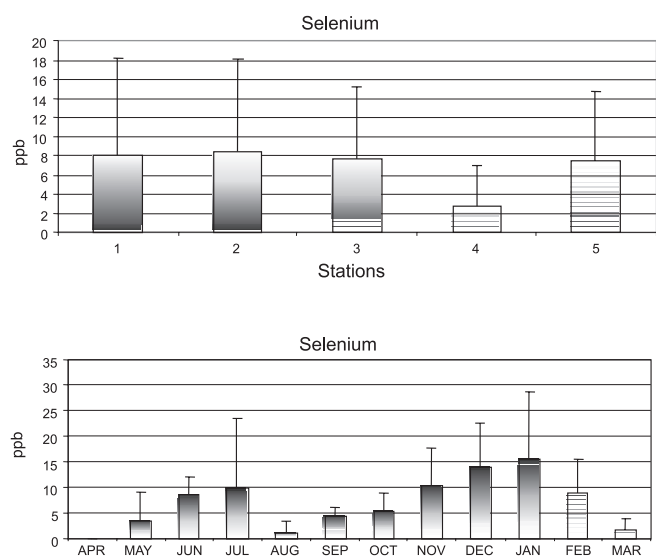 Selenium
20
18
16
14
12
10
8
6
4
2
0
ppb
1 2 3 4 5
Stations
Selenium
35
30
25
20
15
10
5
0
ppb
APR MAY JUN JUL AUG SEP OCT NOV DEC JAN FEB MAR